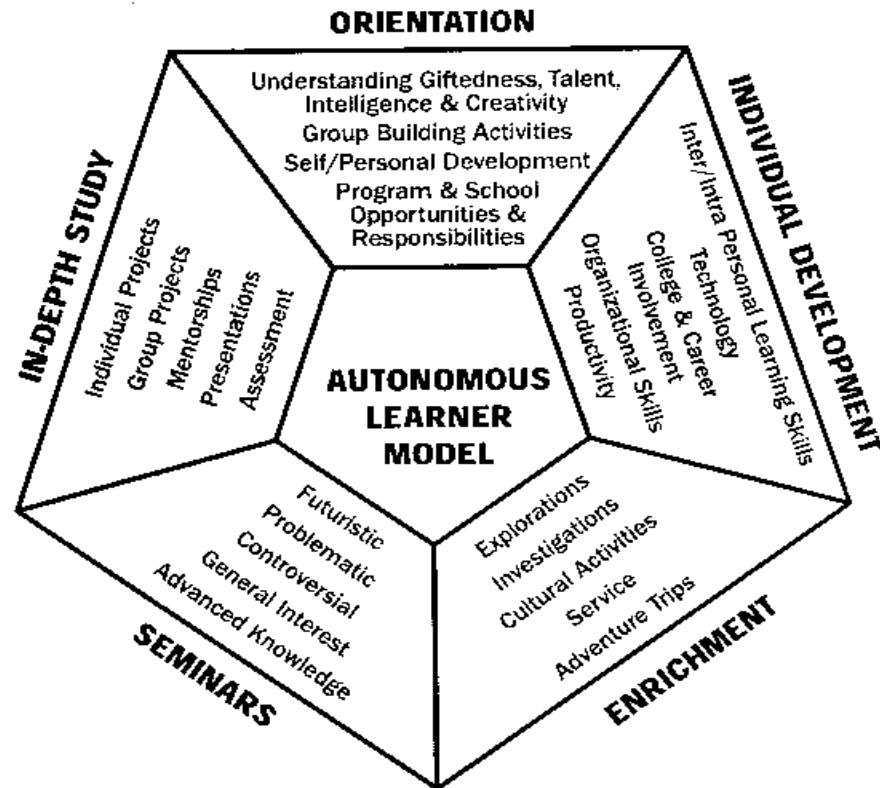 ORIENTATION
Understanding Giftedness, Talent,
Intelligence & Creativity
Group Building Activities
Self/Personal Development
Program & School
Opportunities &
Responsibilities
INDIVIDUAL DEVELOPMENT
Inter/Intra Personal Learning Skills
Technology
College & Career
Involvement
Organizational Skills
Productivity
ENRICHMENT
Explorations
Investigations
Cultural Activities
Service
Adventure Trips
SEMINARS
Futuristic
Problematic
Controversial
General Interest
Advanced Knowledge
IN-DEPTH STUDY
Individual Projects
Group Projects
Mentorships
Presentations
Assessment
AUTONOMOUS
LEARNER
MODEL